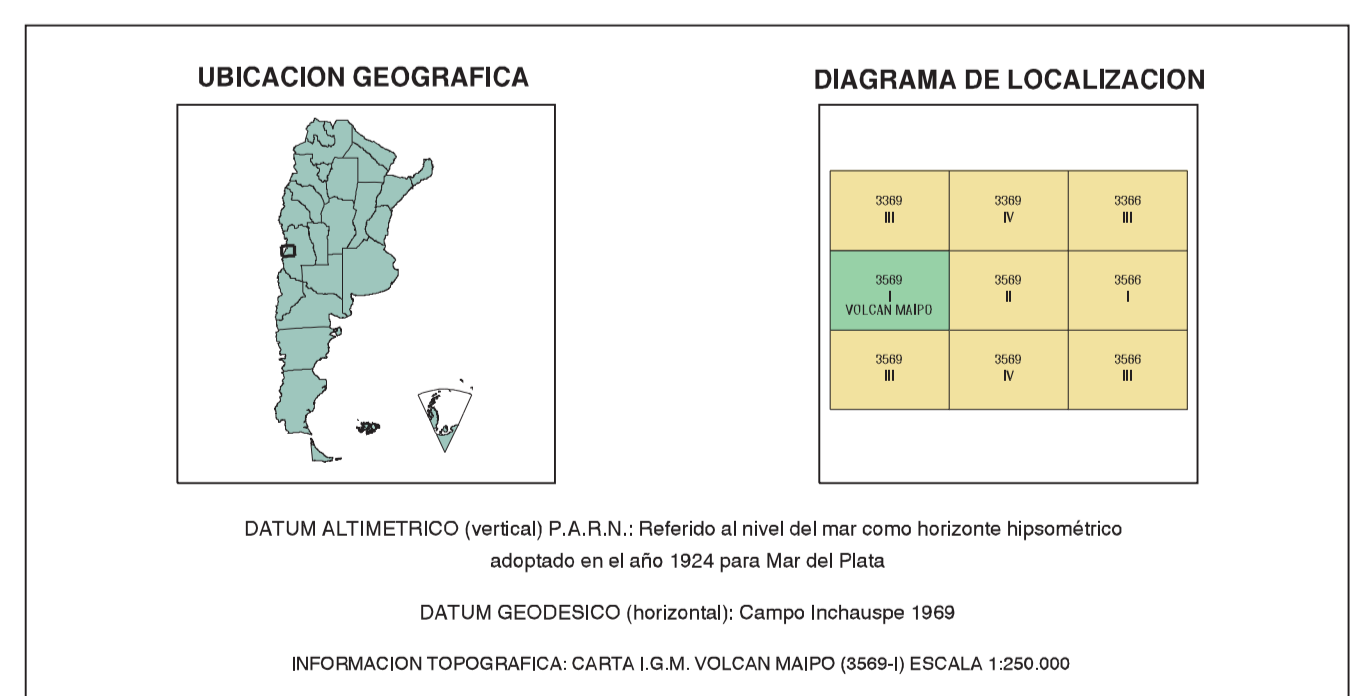 UBICACION GEOGRAFICA
DIAGRAMA DE LOCALIZACION
3369
III
3369
IV
3366
III
3569
I
VOLCAN MAIPO
3569
II
3566
I
3569
III
3569
IV
3566
III
DATUM ALTIMETRICO (vertical) P.A.R.N.: Referido al nivel del mar como horizonte hipsométrico
adoptado en el año 1924 para Mar del Plata
DATUM GEODESICO (horizontal): Campo Inchauspe 1969
INFORMACION TOPOGRAFICA: CARTA I.G.M. VOLCAN MAIPO (3569-I) ESCALA 1:250.000